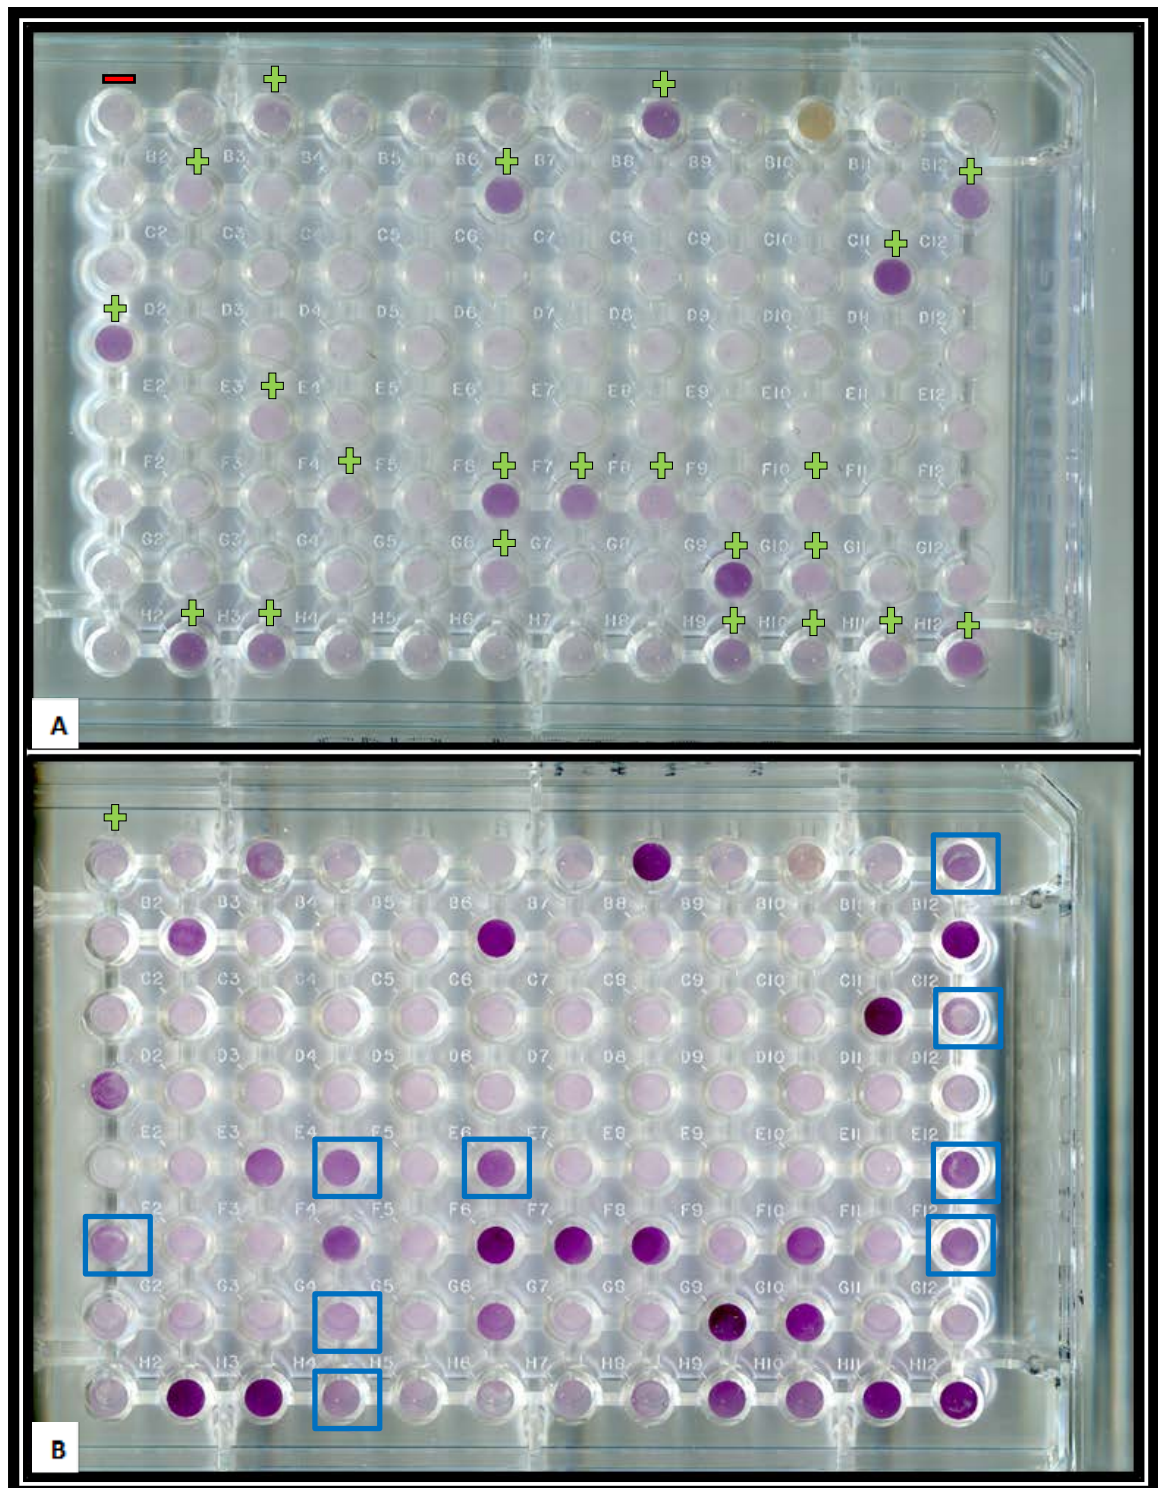 B2 B3 B4 B5 B6 B7 B8 B9 B10 B11 B12
C2 C3 C4 C5 C6 C7 C8 C9 C10 C11 C12
D2 D3 D4 D5 D6 D7 D8 D9 D10 D11 D12
E2 E3 E4 E5 E6 E7 E8 E9 E10 E11 E12
F2 F3 F4 F5 F6 F7 F8 F9 F10 F11 F12
G2 G3 G4 G5 G6 G7 G8 G9 G10 G11 G12
H2 H3 H4 H5 H6 H7 H8 H9 H10 H11 H12
A
B2 B3 B4 B5 B6 B7 B8 B9 B10 B11 B12
C2 C3 C4 C5 C6 C7 C8 C9 C10 C11 C12
D2 D3 D4 D5 D6 D7 D8 D9 D10 D11 D12
E2 E3 E4 E5 E6 E7 E8 E9 E10 E11 E12
F2 F3 F4 F5 F6 F7 F8 F9 F10 F11 F12
G2 G3 G4 G5 G6 G7 G8 G9 G10 G11 G12
H2 H3 H4 H5 H6 H7 H8 H9 H10 H11 H12
B